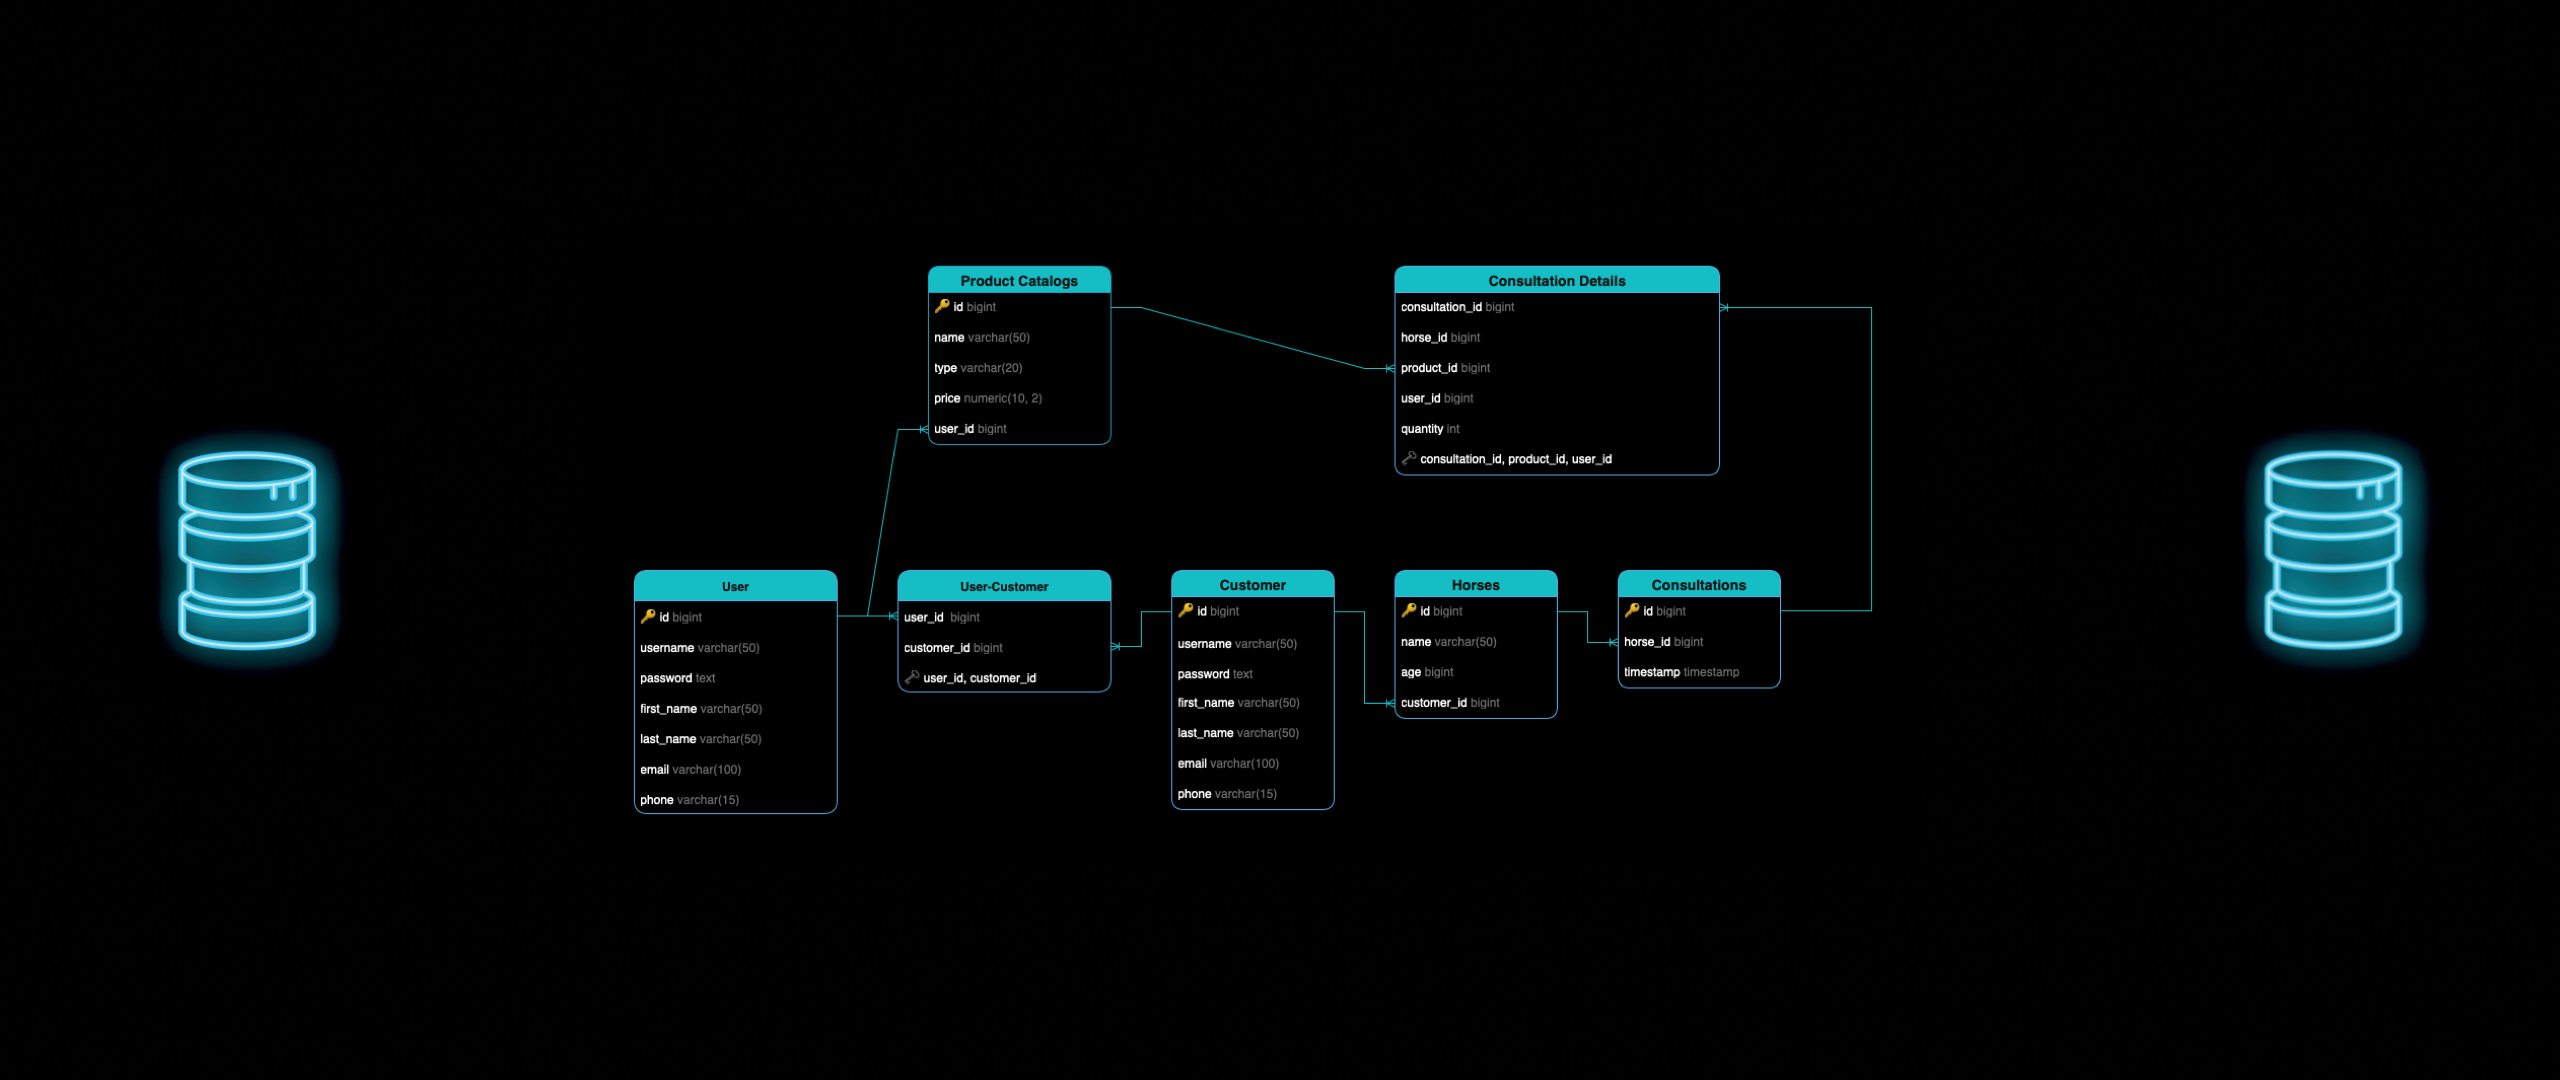 Product Catalogs
id bigint
name varchar(50)
type varchar(20)
price numeric(10, 2)
user_id bigint
Consultation Details
consultation_id bigint
horse_id bigint
product_id bigint
user_id bigint
quantity int
consultation_id, product_id, user_id
User
id bigint
username varchar(50)
password text
first_name varchar(50)
last_name varchar(50)
email varchar(100)
phone varchar(15)
User-Customer
user_id bigint
customer_id bigint
user_id, customer_id
Customer
id bigint
username varchar(50)
password text
first_name varchar(50)
last_name varchar(50)
email varchar(100)
phone varchar(15)
Horses
id bigint
name varchar(50)
age bigint
customer_id bigint
Consultations
id bigint
horse_id bigint
timestamp timestamp